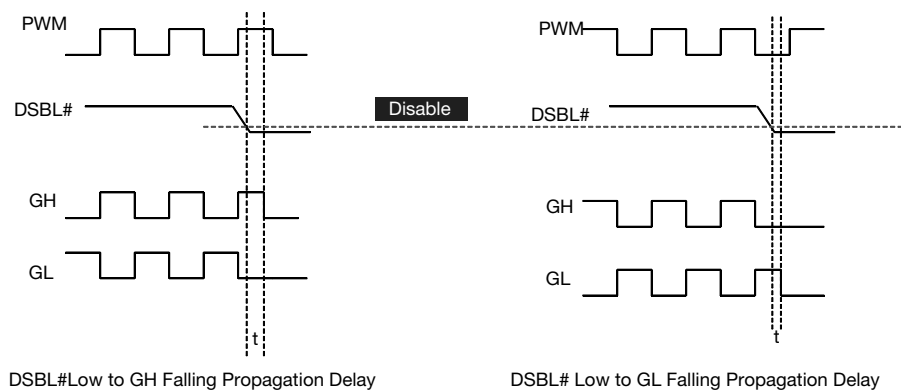 PWM
DSBL#
GH
GL
t
DSBL#Low to GH Falling Propagation Delay
Disable
PWM
DSBL#
GH
GL
t
DSBL# Low to GL Falling Propagation Delay